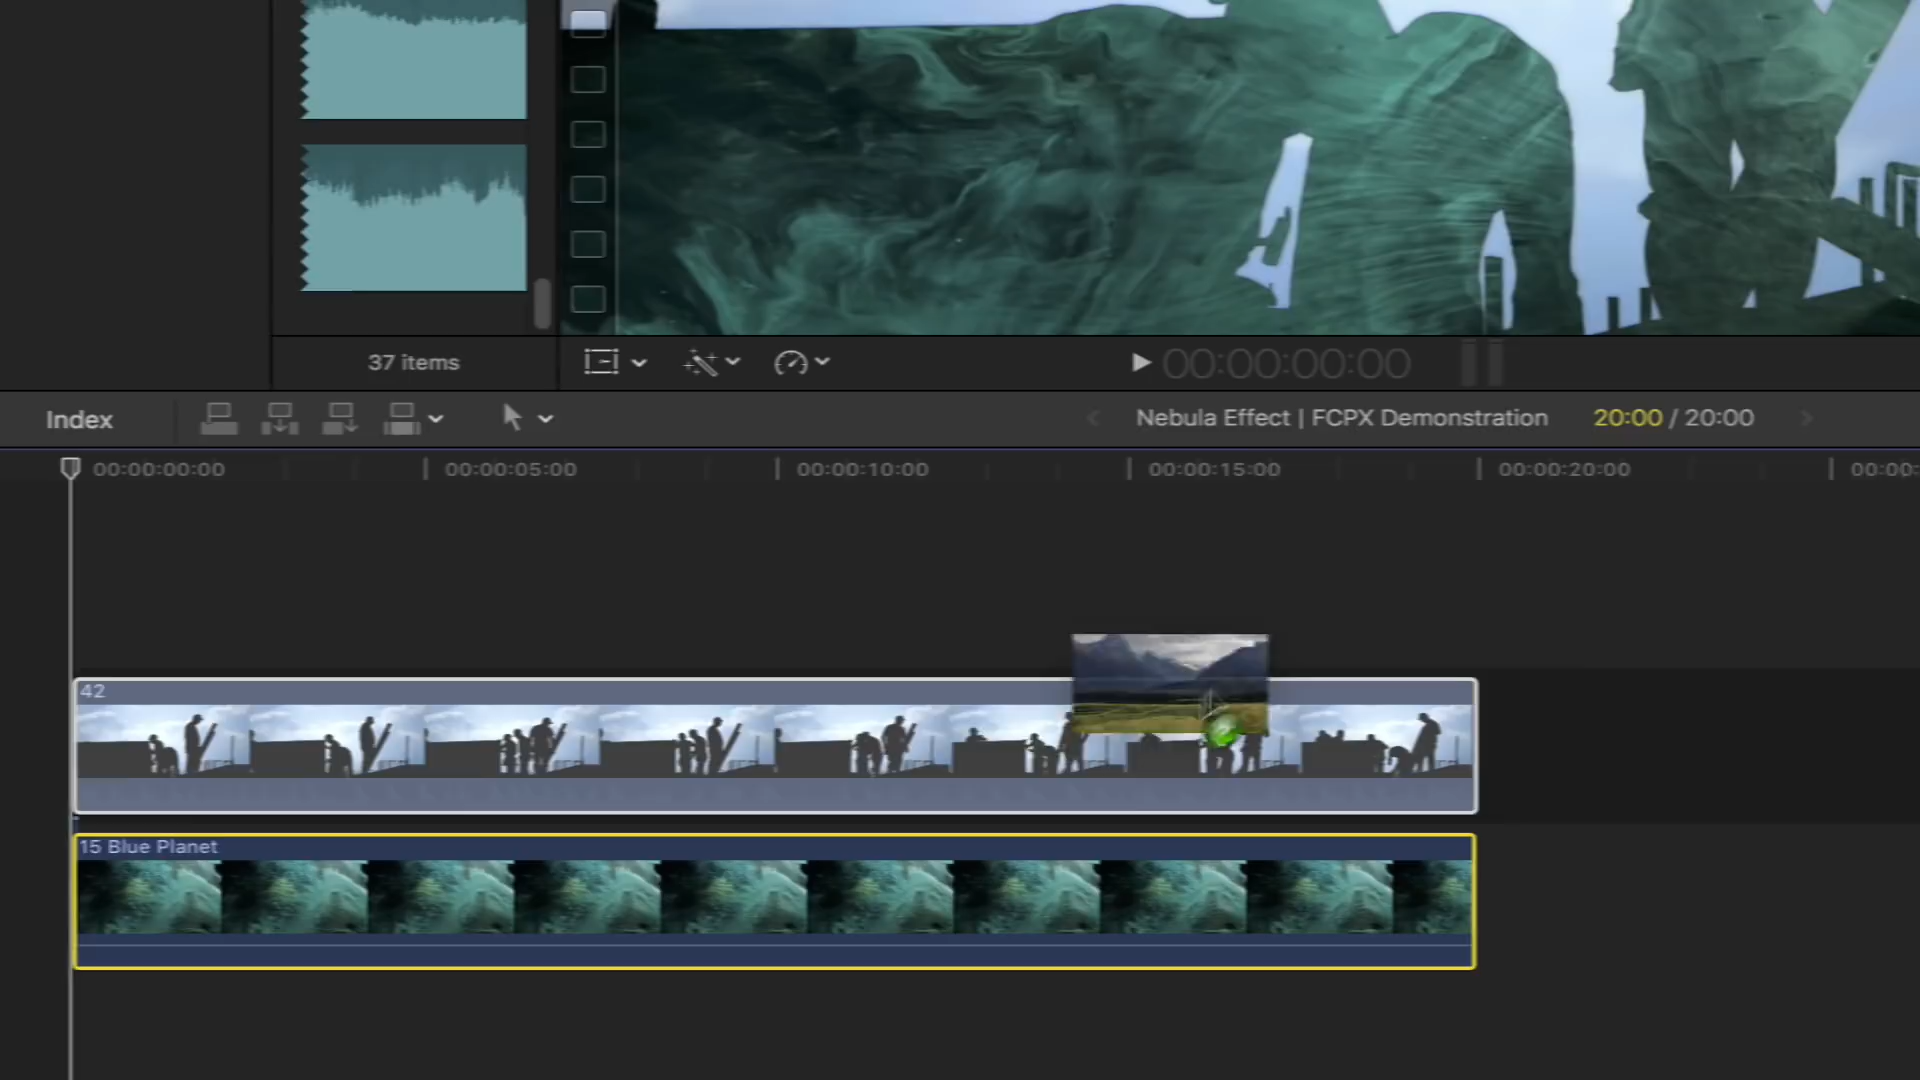 37 items
00:00:00:00
Index
Nebula Effect | FCPX Demonstration
20:00 / 20:00
00:00:00:00
00:00:05:00
00:00:10:00
00:00:15:00
00:00:20:00
00:00:
42
15 Blue Planet